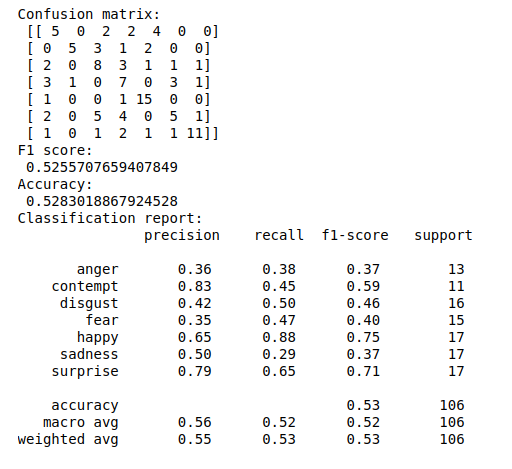 Confusion matrix:
[[ 5 0 2 2 4 0 0]
[ 0 5 3 1 2 0 0]
[ 2 0 8 3 1 1 1]
[ 3 1 0 7 0 3 1]
[ 1 0 0 1 15 0 0]
[ 2 0 5 4 0 5 1]
[ 1 0 1 2 1 1 11]]
F1 score:
0.5255707659407849
Accuracy:
0.5283018867924528
Classification report:
precision recall f1-score support
anger 0.36 0.38 0.37 13
contempt 0.83 0.45 0.59 11
disgust 0.42 0.50 0.46 16
fear 0.35 0.47 0.40 15
happy 0.65 0.88 0.75 17
sadness 0.50 0.29 0.37 17
surprise 0.79 0.65 0.71 17
accuracy 0.53 106
macro avg 0.56 0.52 0.52 106
weighted avg 0.55 0.53 0.53 106